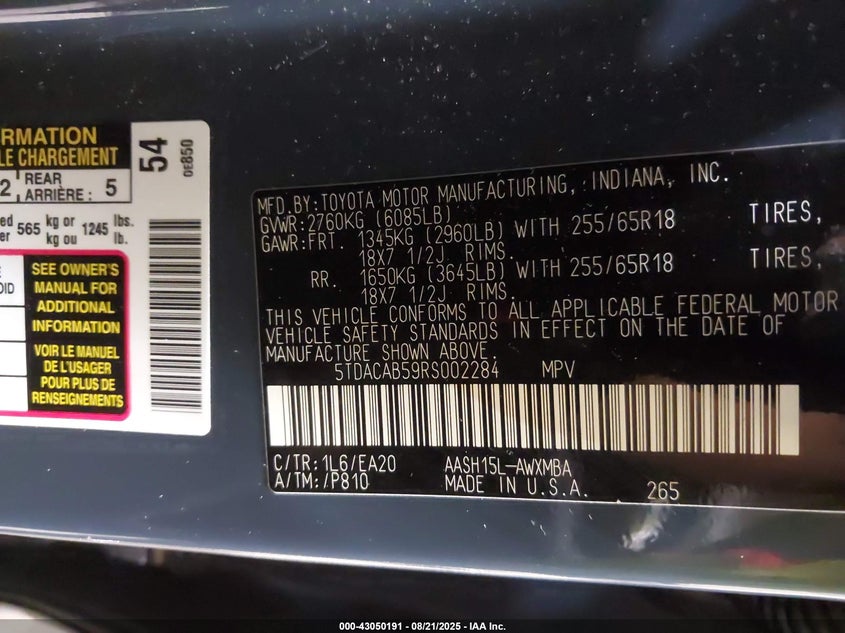 RMATION
LE CHARGEMENT
2 REAR ARRIÈRE : 5
565 kg or kg ou 1245 lbs. lb.
SEE OWNER'S
MANUAL FOR
ADDITIONAL
INFORMATION
VOIR LE MANUEL
DE L'USAGER
POUR PLUS DE
RENSEIGNEMENTS
54
0E850
MFD.BY:TOYOTA MOTOR MANUFACTURING, INDIANA, INC.
GVWR:2760KG (6085LB)
GAWR:FRT. 1345KG (2960LB) WITH 255/65R18 TIRES,
18X7 1/2J. RIMS.
RR. 1650KG (3645LB) WITH 255/65R18 TIRES,
18X7 1/2J. RIMS.
THIS VEHICLE CONFORMS TO ALL APPLICABLE FEDERAL MOTOR
VEHICLE SAFETY STANDARDS IN EFFECT ON THE DATE OF
MANUFACTURE SHOWN ABOVE.
5TDACAB59RS002284 MPV
C/TR:1L6/EA20 AASH15L-AWXMBA
A/TM:/P810 MADE IN U.S.A. 265
000-43050191 - 08/21/2025 - IAA Inc.